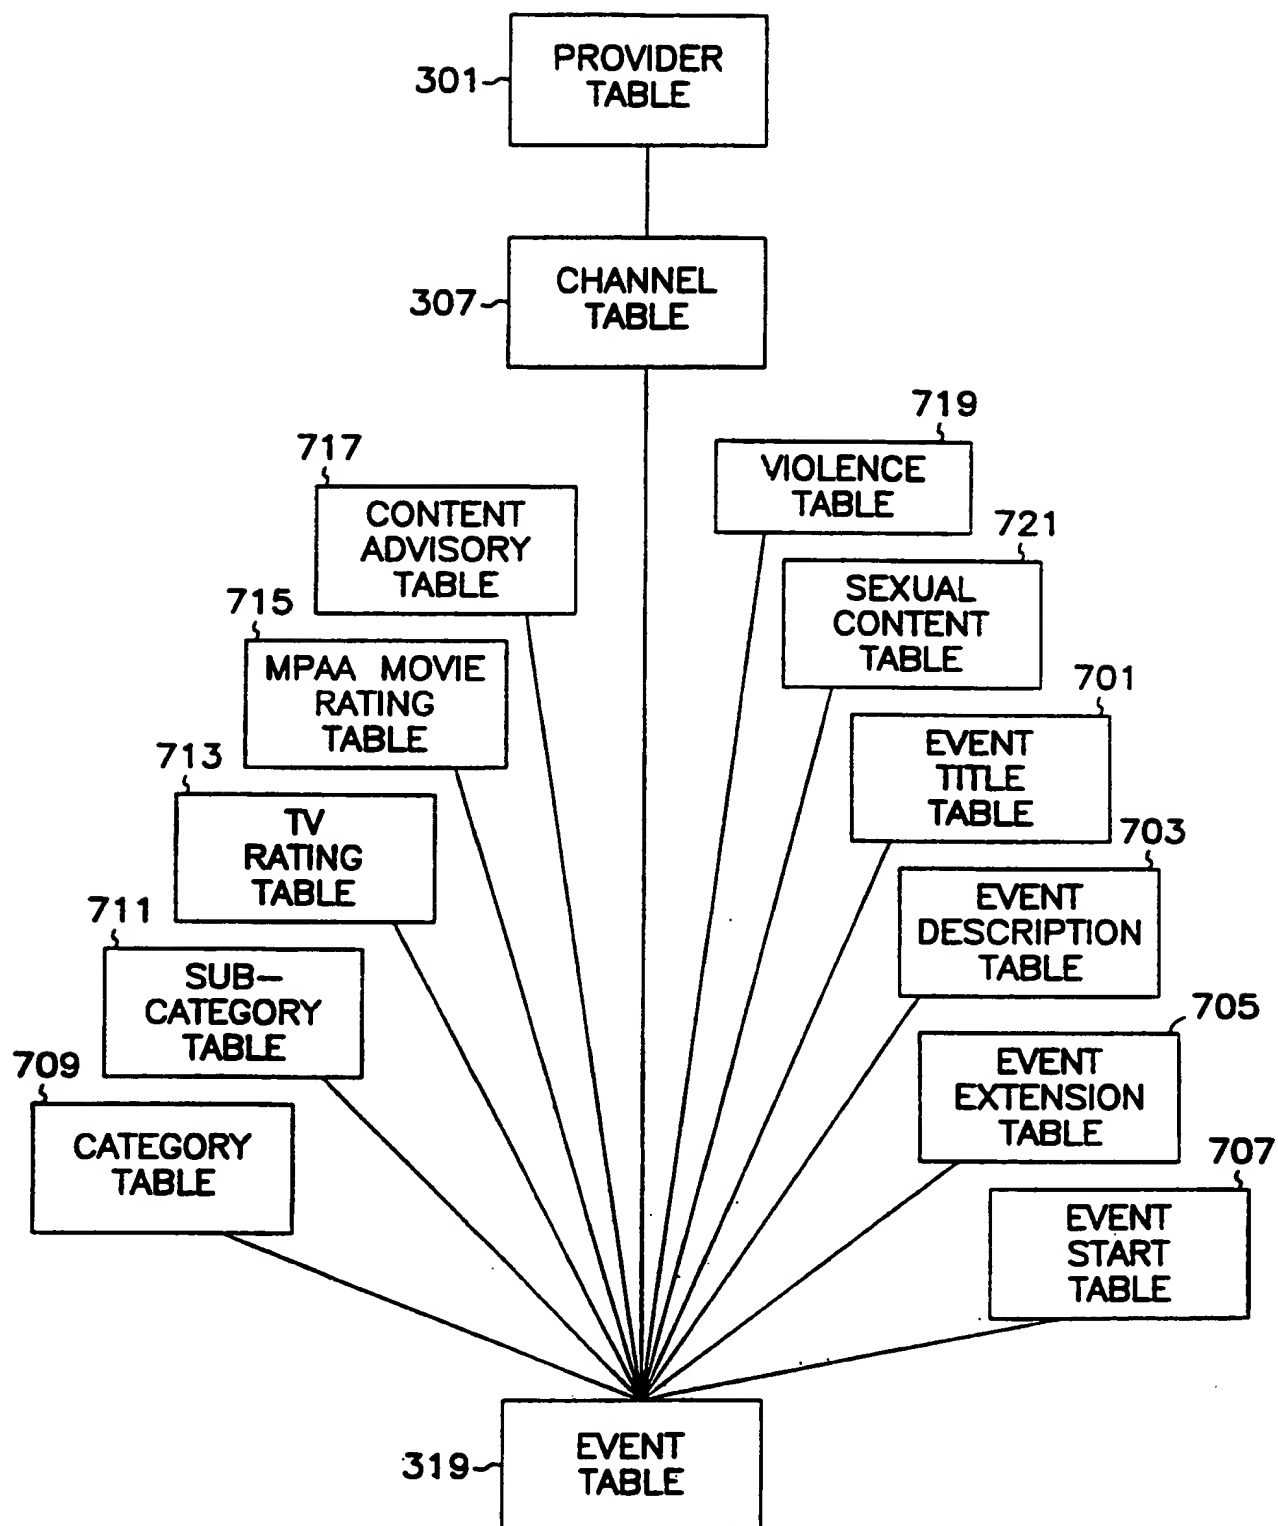 PROVIDER
TABLE
301
CHANNEL
TABLE
307
719
VIOLENCE
TABLE
717
CONTENT
ADVISORY
TABLE
721
SEXUAL
CONTENT
TABLE
715
MPAA MOVIE
RATING
TABLE
701
EVENT
TITLE
TABLE
713
TV
RATING
TABLE
703
EVENT
DESCRIPTION
TABLE
711
SUB-
CATEGORY
TABLE
705
EVENT
EXTENSION
TABLE
709
CATEGORY
TABLE
707
EVENT
START
TABLE
319
EVENT
TABLE